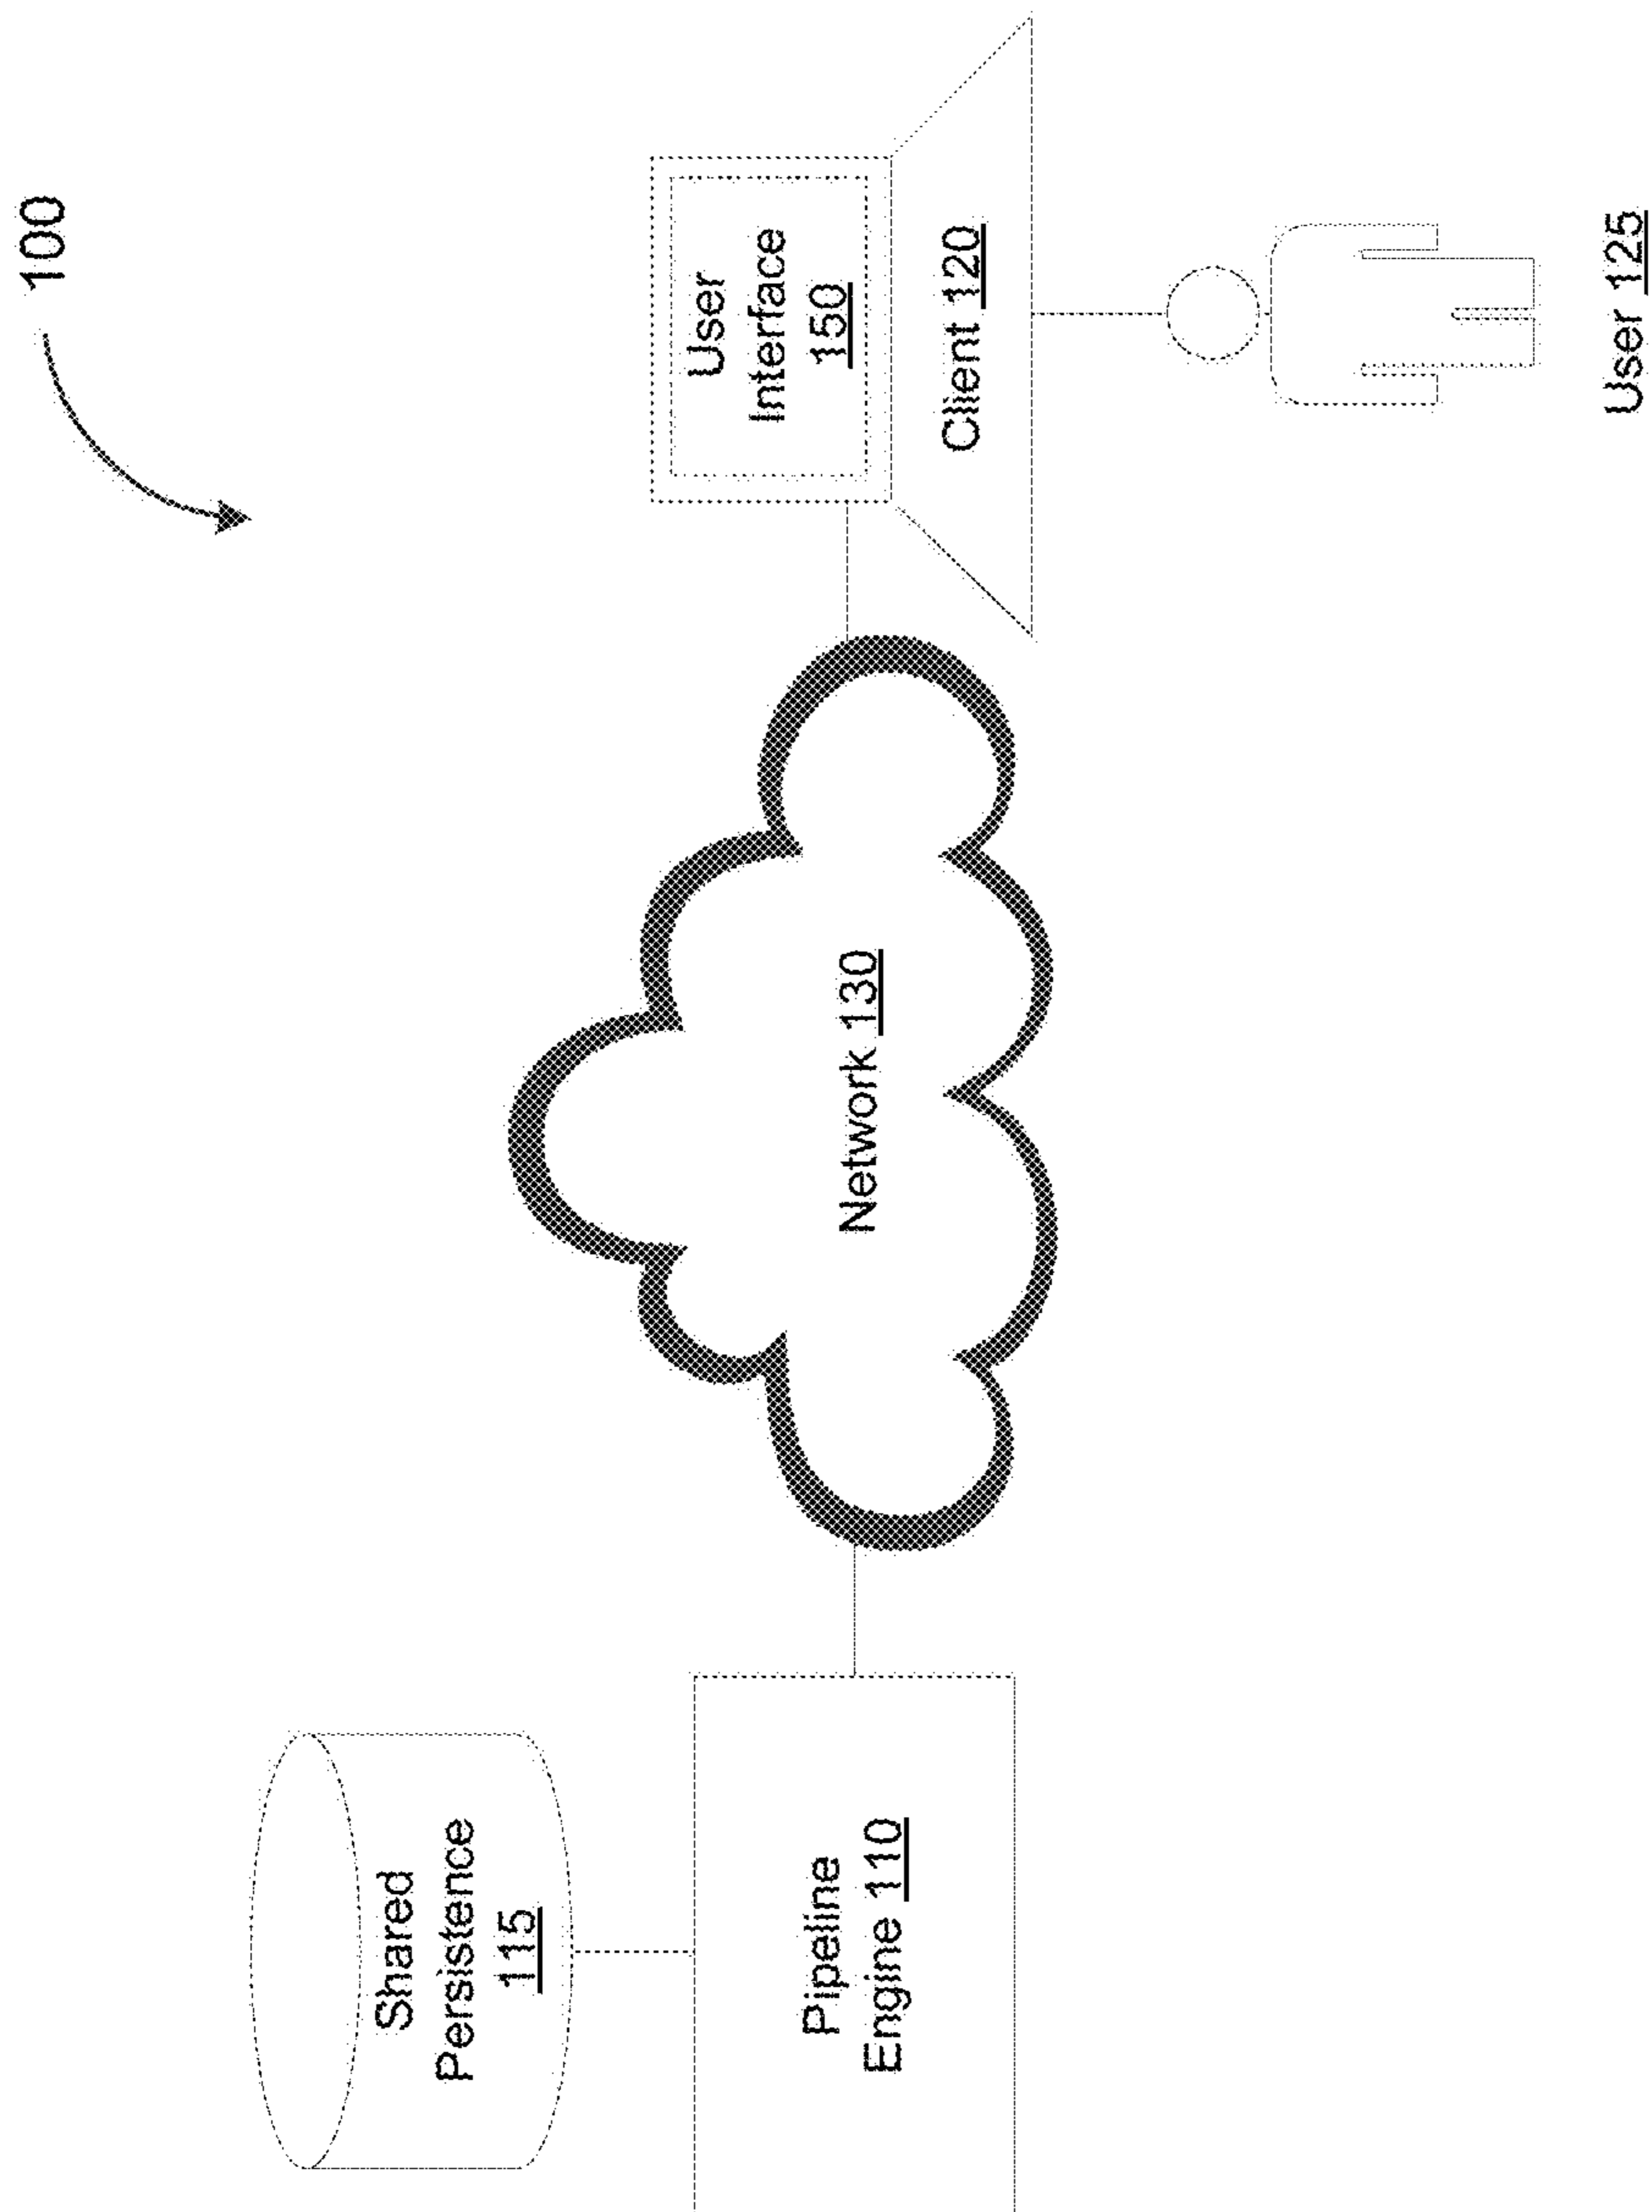 100
Shared
Persistence
115
Pipeline
Engine 110
Network 130
User
Interface
150
Client 120
User 125